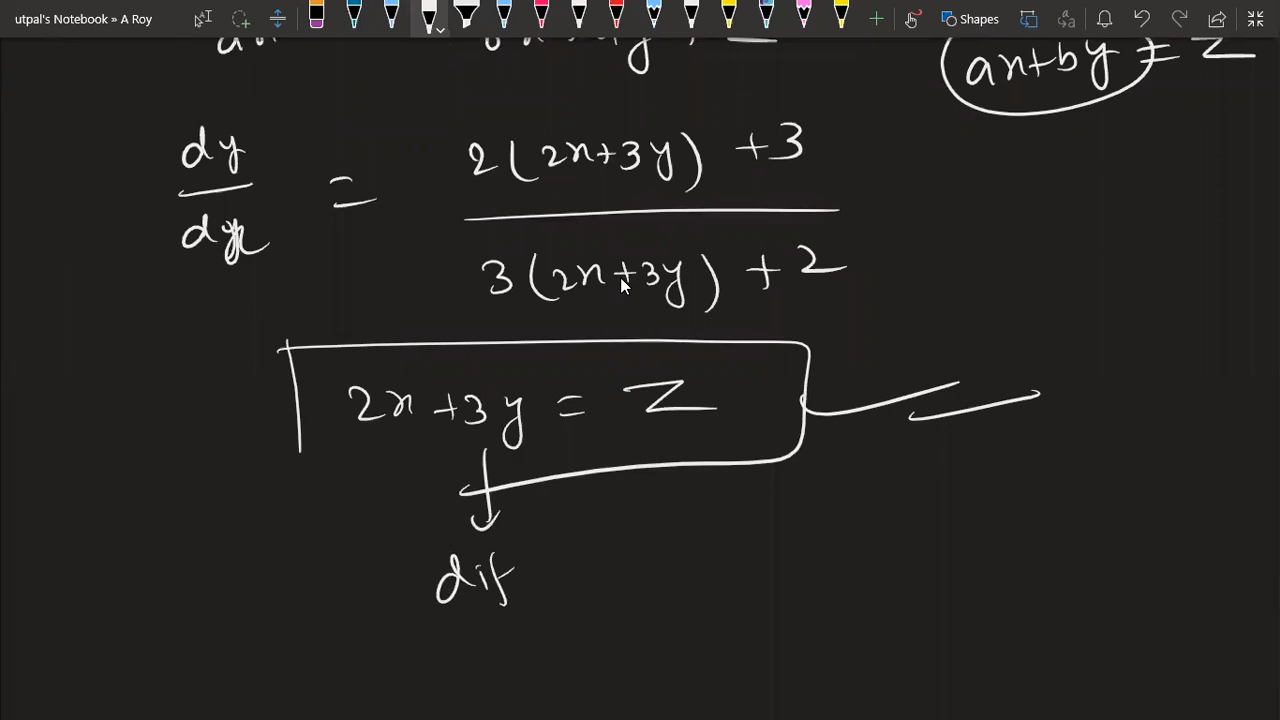 utpal's Notebook » A Roy
Shapes
ax+by = Z
dy/dx = 2(2x+3y) +3 / 3(2x+3y) +2
2x+3y = Z
dif